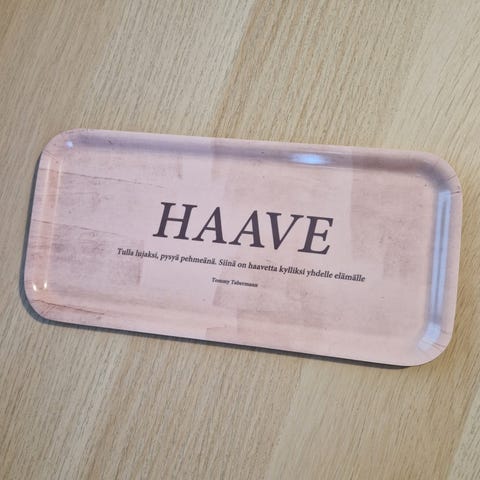 HAAVE
Tulla lujaksi, pysyä pehmeänä. Siinä on haavetta kylliksi yhdelle elämälle
Tommy Tabermann